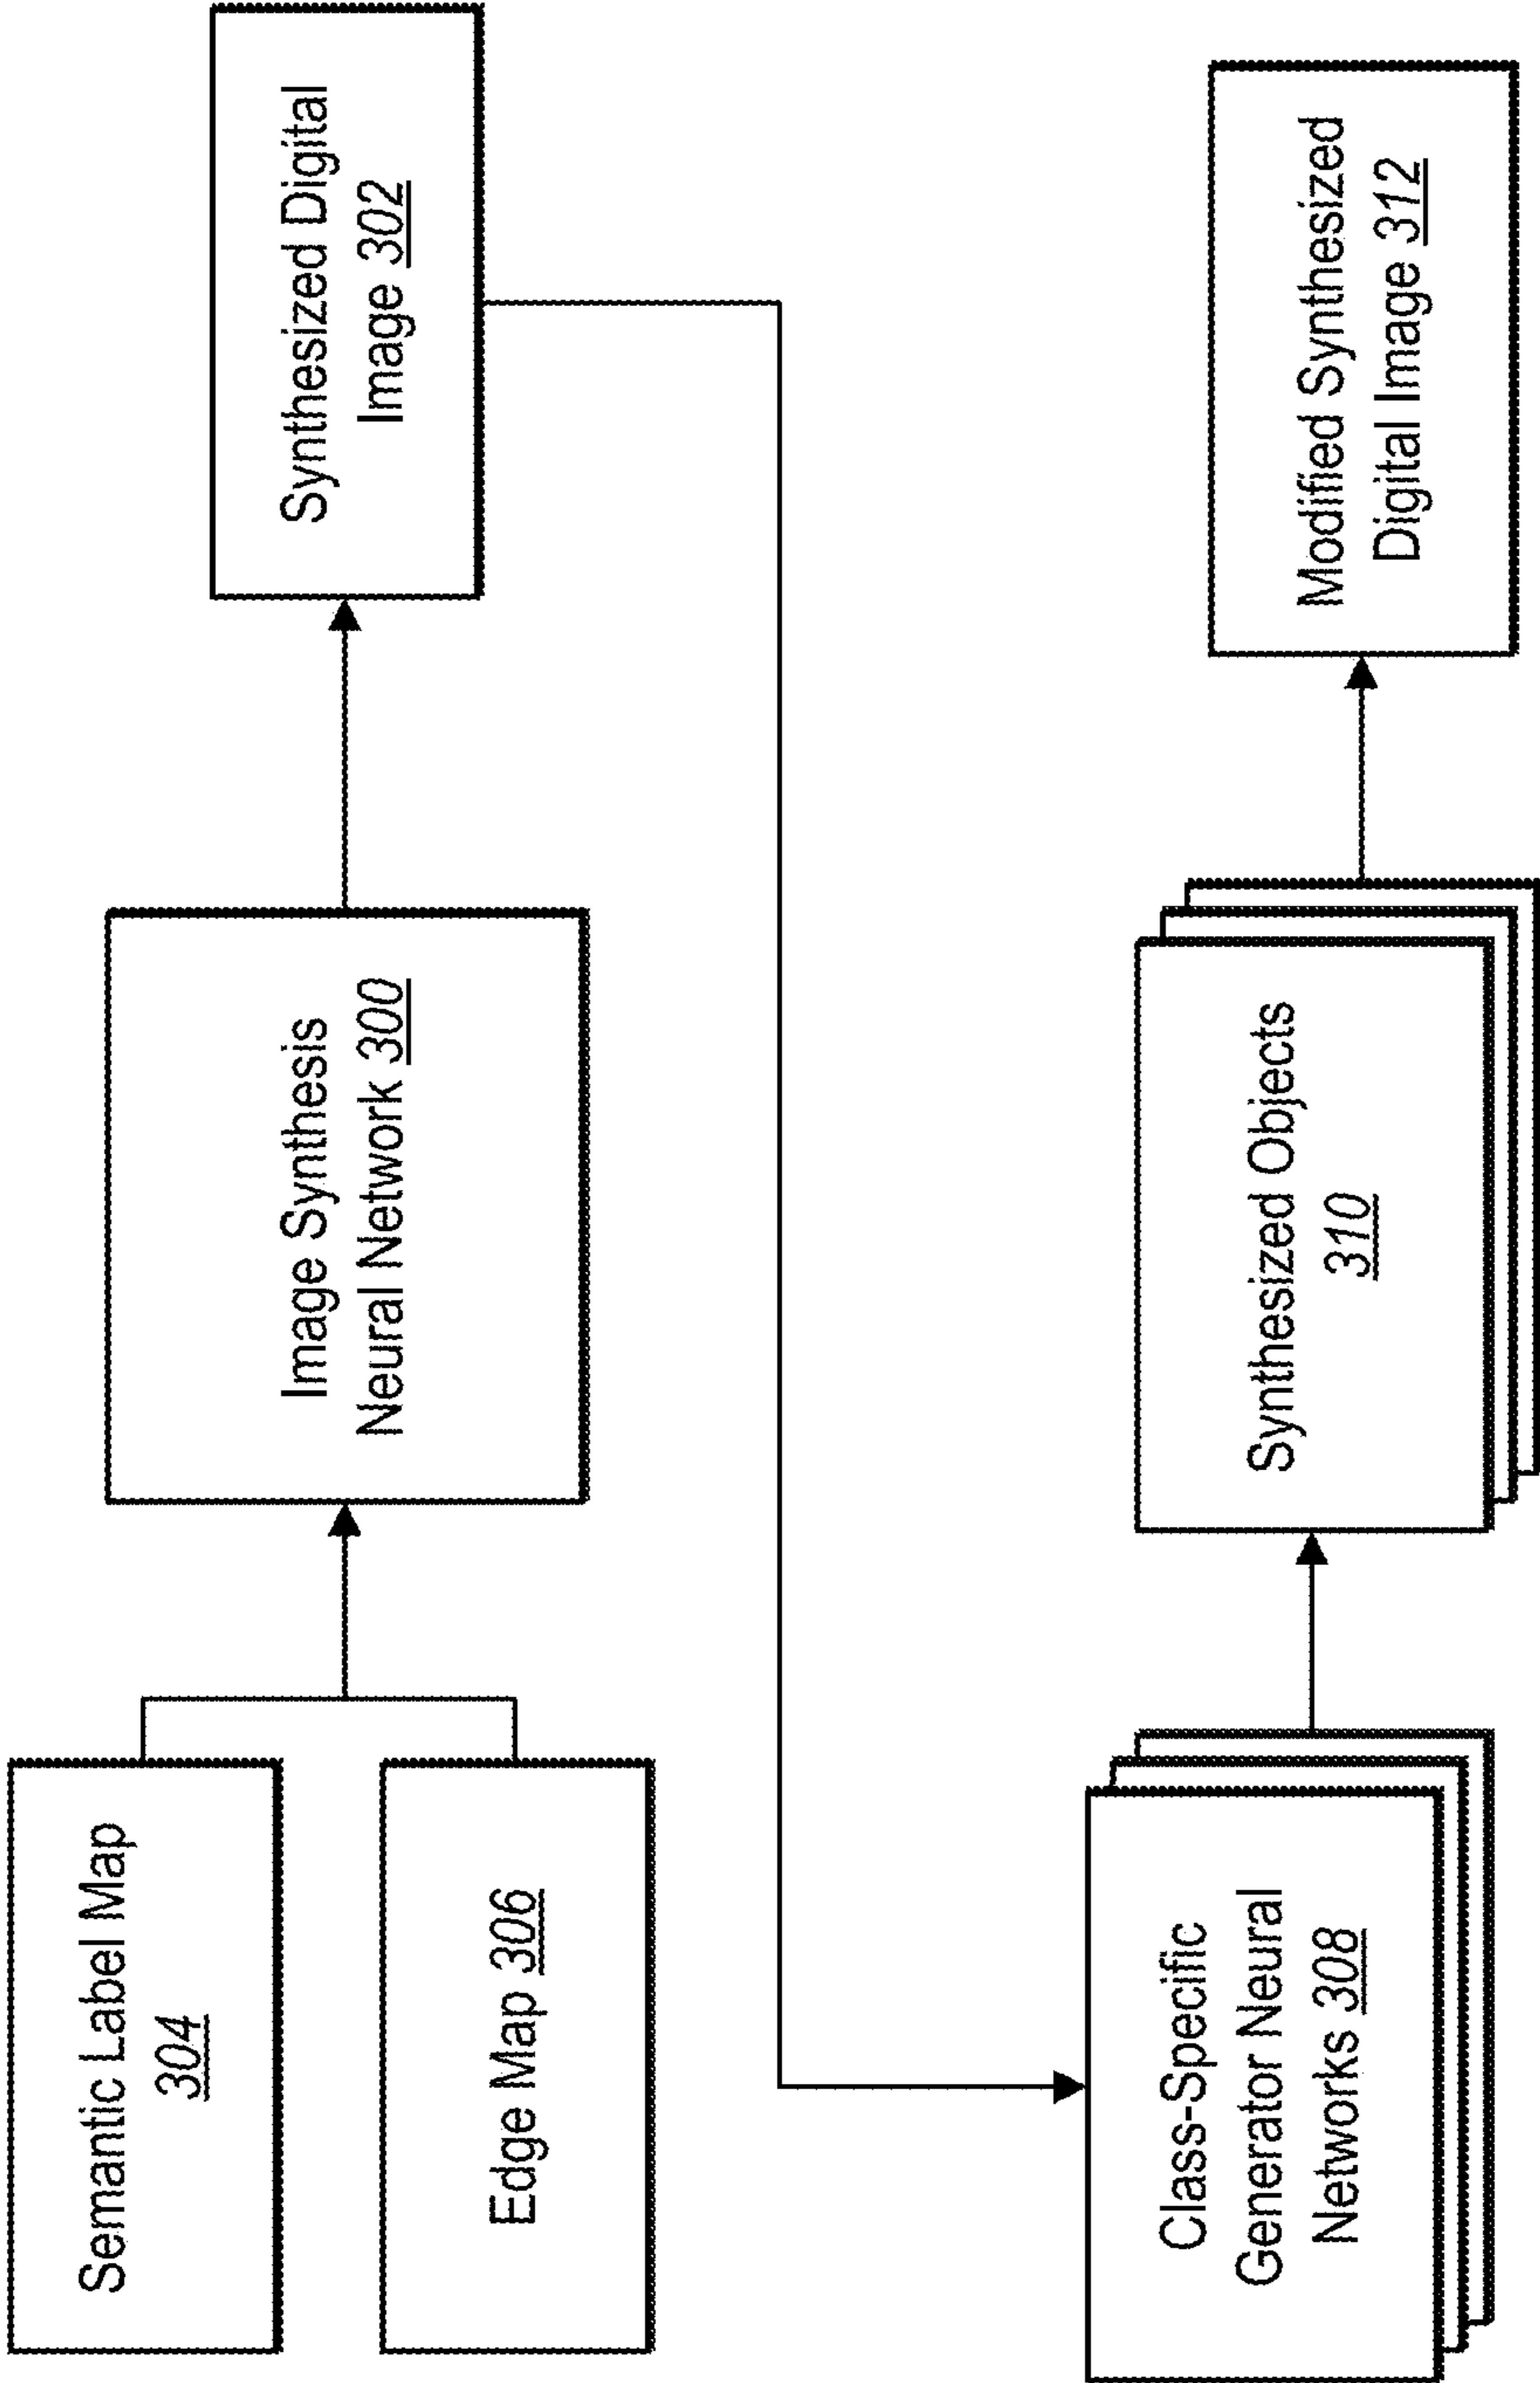 Semantic Label Map
304
Edge Map 306
Image Synthesis
Neural Network 300
Synthesized Digital
Image 302
Class-Specific
Generator Neural
Networks 308
Synthesized Objects
310
Modified Synthesized
Digital Image 312